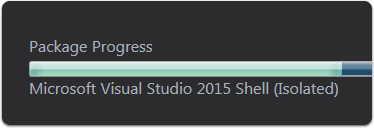 Package Progress
Microsoft Visual Studio 2015 Shell (Isolated)